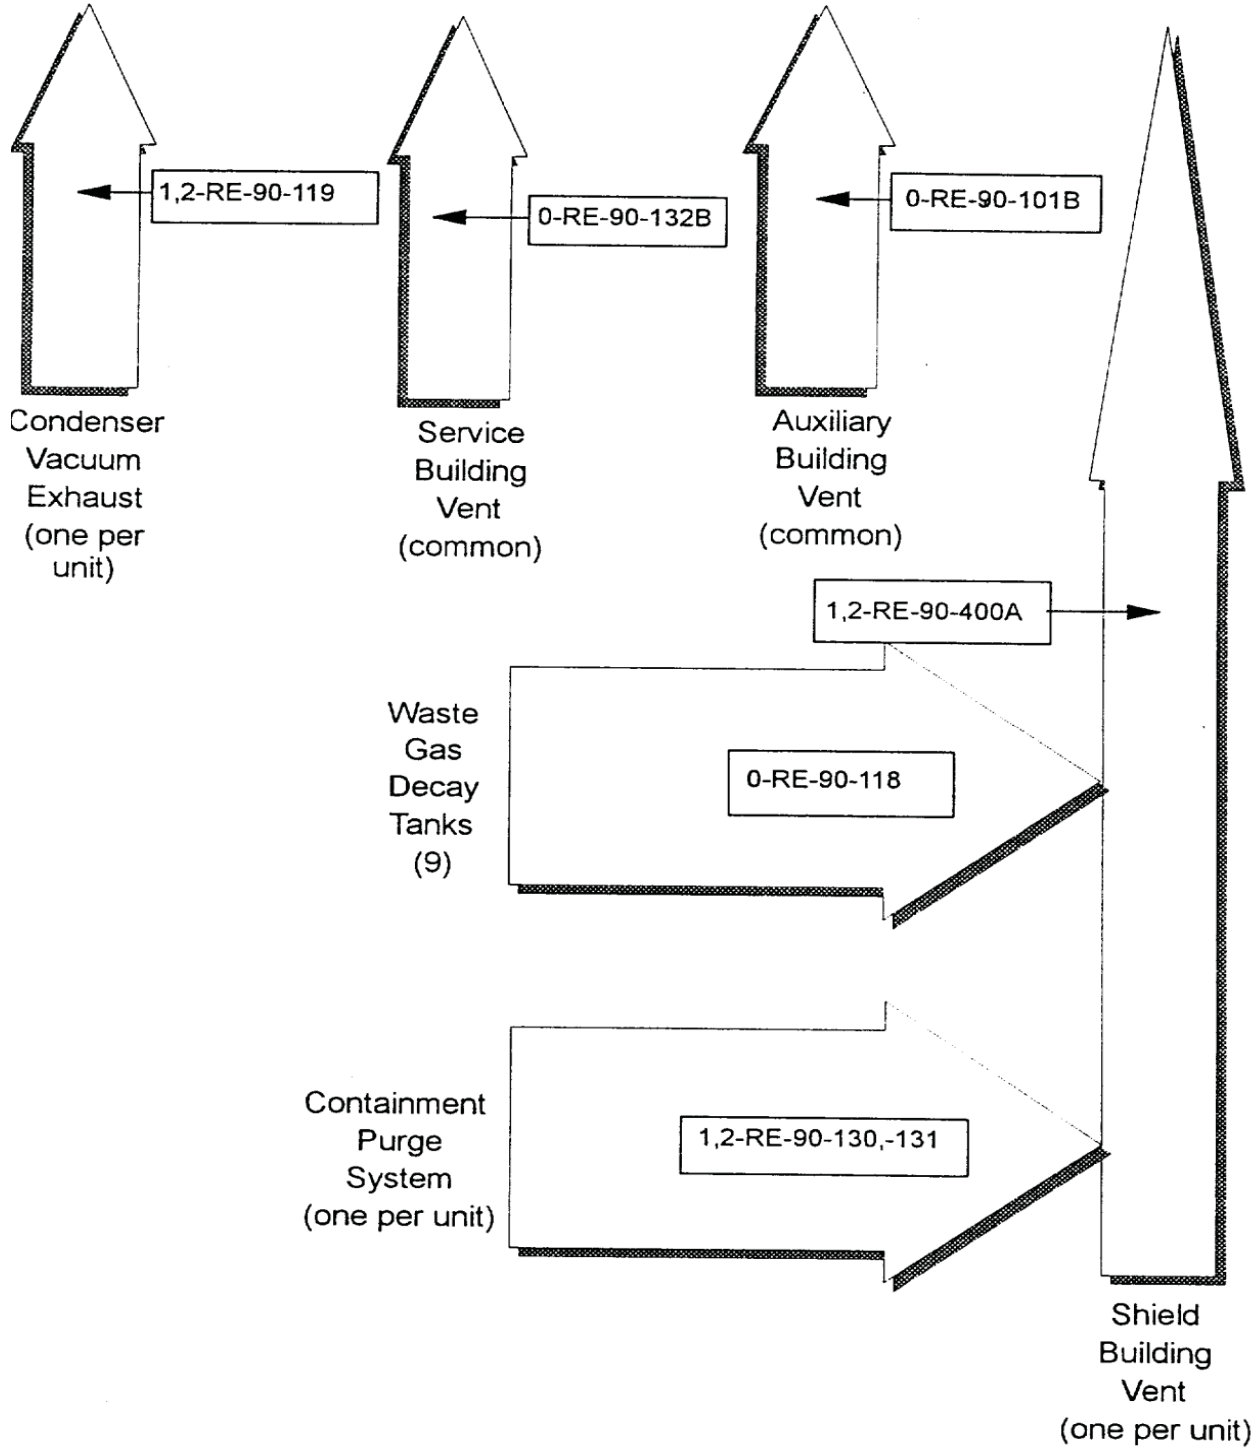 1,2-RE-90-119
0-RE-90-132B
0-RE-90-101B
Condenser
Vacuum
Exhaust
(one per
unit)
Service
Building
Vent
(common)
Auxiliary
Building
Vent
(common)
1,2-RE-90-400A
Waste
Gas
Decay
Tanks
(9)
0-RE-90-118
Containment
Purge
System
(one per unit)
1,2-RE-90-130,-131
Shield
Building
Vent
(one per unit)